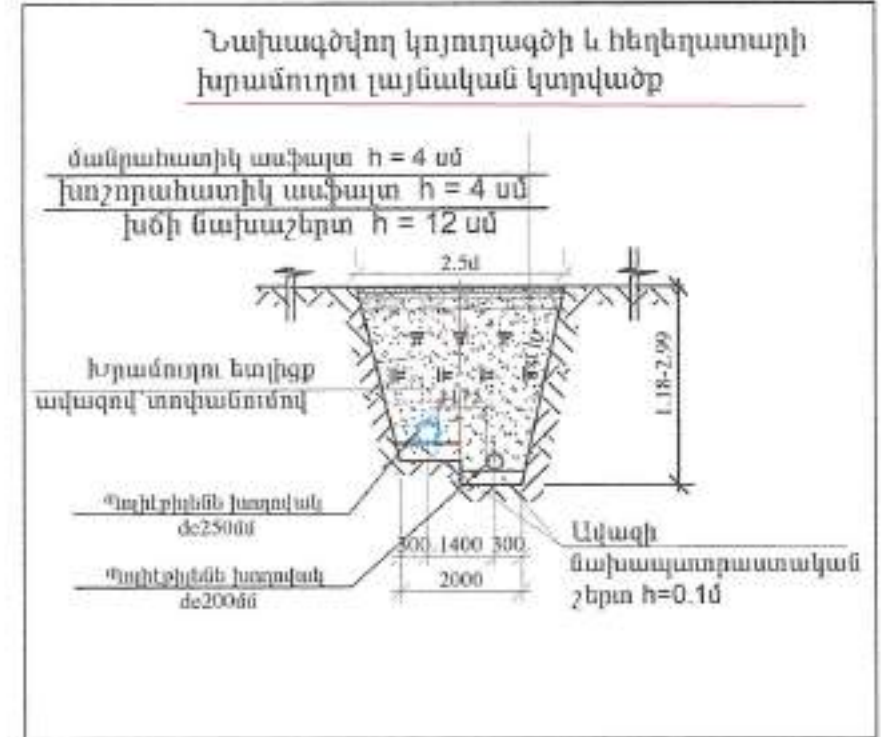 Նախագծվող կոյուղագծի և հեղեղատարի
խրամուղու լայնական կտրվածք
մանրահատիկ ասֆալտ h = 4 սմ
խոշորահատիկ ասֆալտ h = 4 սմ
խճի նախաշերտ h = 12 սմ
2.5մ
1.18-2.99
Խրամուղու ետլիցք
ավազով՝ տոփանումով
Պոլիէթիլենե խողովակ
de250մմ
Պոլիէթիլենե խողովակ
de200մմ
300 1400 300
2000
Ավազի
նախապատրաստական
շերտ h=0.1մ